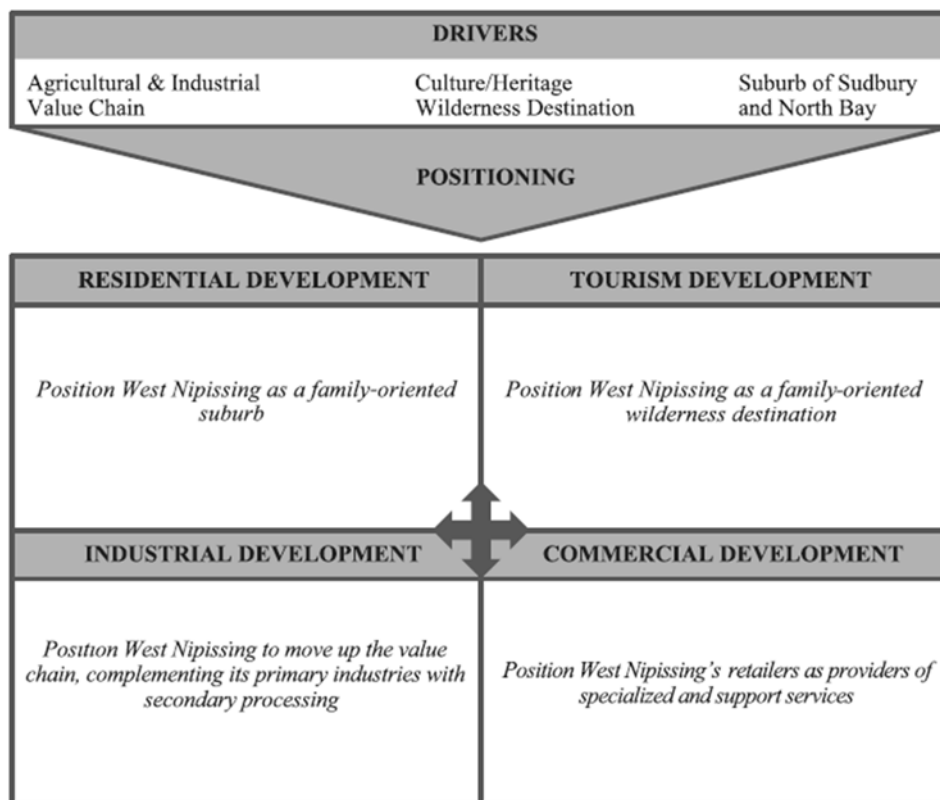 DRIVERS
Agricultural & Industrial
Value Chain
Culture/Heritage
Wilderness Destination
Suburb of Sudbury
and North Bay
POSITIONING
RESIDENTIAL DEVELOPMENT
Position West Nipissing as a family-oriented
suburb
TOURISM DEVELOPMENT
Position West Nipissing as a family-oriented
wilderness destination
INDUSTRIAL DEVELOPMENT
Position West Nipissing to move up the value
chain, complementing its primary industries with
secondary processing
COMMERCIAL DEVELOPMENT
Position West Nipissing’s retailers as providers of
specialized and support services